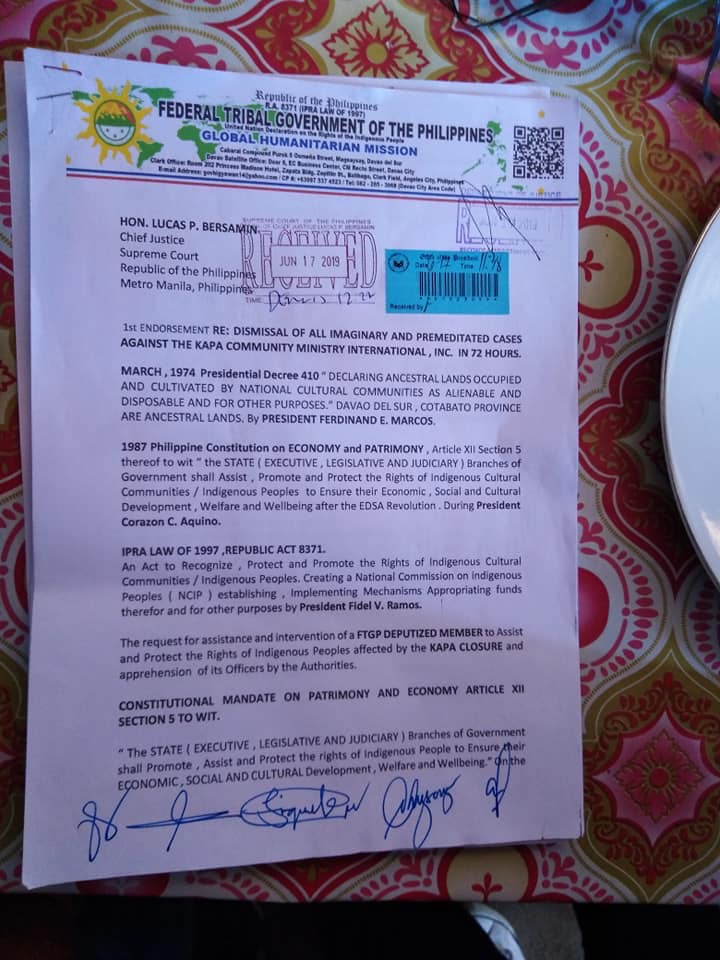 Republic of the Philippines
R.A. 8371 (IPRA LAW OF 1997)
United Nation Declaration on the Rights of the Indigenous People
FEDERAL TRIBAL GOVERNMENT OF THE PHILIPPINES
GLOBAL HUMANITARIAN MISSION
Cabaral Compound Purok 5 Osmeña Street, Magsaysay, Davao del Sur
Davao Satellite Office: Door 5, EC Business Center, CM Recto Street, Davao City
Clark Office: Room 202 Princess Madison Hotel, Zapata Bldg, Balibago, Clark Field, Angeles City, Philippines
E-mail Address: @yahoo.com / CP #: +63997 537 4523 / Tel: 082 - 285 - 3068 (Davao City Area Code)
HON. LUCAS P. BERSAMIN
Chief Justice
Supreme Court
Republic of the Philippines
Metro Manila, Philippines
SUPREME COURT OF THE PHILIPPINES
JUSTICE LUCAS P. BERSAMIN
RECEIVED
JUN 17 2019
TIME
12
Office of the President
Date Time
Received by
JUSTICE
1st ENDORSEMENT RE: DISMISSAL OF ALL IMAGINARY AND PREMEDITATED CASES
AGAINST THE KAPA COMMUNITY MINISTRY INTERNATIONAL , INC. IN 72 HOURS.
MARCH , 1974 Presidential Decree 410 " DECLARING ANCESTRAL LANDS OCCUPIED
AND CULTIVATED BY NATIONAL CULTURAL COMMUNITIES AS ALIENABLE AND
DISPOSABLE AND FOR OTHER PURPOSES." DAVAO DEL SUR , COTABATO PROVINCE
ARE ANCESTRAL LANDS. By PRESIDENT FERDINAND E. MARCOS.
1987 Philippine Constitution on ECONOMY and PATRIMONY , Article XII Section 5
thereof to wit " the STATE ( EXECUTIVE , LEGISLATIVE AND JUDICIARY ) Branches of
Government shall Assist , Promote and Protect the Rights of Indigenous Cultural
Communities / Indigenous Peoples to Ensure their Economic , Social and Cultural
Development , Welfare and Wellbeing after the EDSA Revolution . During President
Corazon C. Aquino.
IPRA LAW OF 1997 ,REPUBLIC ACT 8371.
An Act to Recognize , Protect and Promote the Rights of Indigenous Cultural
Communities / Indigenous Peoples. Creating a National Commission on indigenous
Peoples ( NCIP ) establishing , Implementing Mechanisms Appropriating funds
therefor and for other purposes by President Fidel V. Ramos.
The request for assistance and intervention of a FTGP DEPUTIZED MEMBER to Assist
and Protect the Rights of Indigenous Peoples affected by the KAPA CLOSURE and
apprehension of its Officers by the Authorities.
CONSTITUTIONAL MANDATE ON PATRIMONY AND ECONOMY ARTICLE XII
SECTION 5 TO WIT.
" The STATE ( EXECUTIVE , LEGISLATIVE AND JUDICIARY ) Branches of Government
shall Promote , Assist and Protect the rights of Indigenous People to Ensure their
ECONOMIC , SOCIAL AND CULTURAL Development , Welfare and Wellbeing." On the